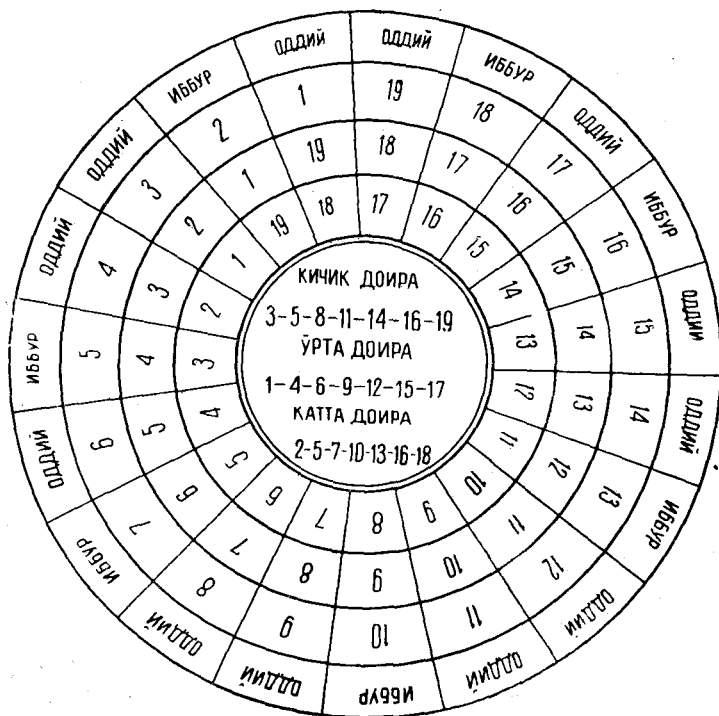 ОДДИЙ ОДДИЙ ИББУР ОДДИЙ ИББУР ОДДИЙ ОДДИЙ ИББУР ОДДИЙ ОДДИЙ ИББУР ОДДИЙ ОДДИЙ ИББУР ОДДИЙ ИББУР ОДДИЙ ОДДИЙ ИББУР
1 19 18 17 16 15 14 13 12 11 10 9 8 7 6 5 4 3 2
19 18 17 16 15 14 13 12 11 10 9 8 7 6 5 4 3 2 1
18 17 16 15 14 13 12 11 10 9 8 7 6 5 4 3 2 1 19
КИЧИК ДОИРА
3-5-8-11-14-16-19
ЎРТА ДОИРА
1-4-6-9-12-15-17
КАТТА ДОИРА
2-5-7-10-13-16-18